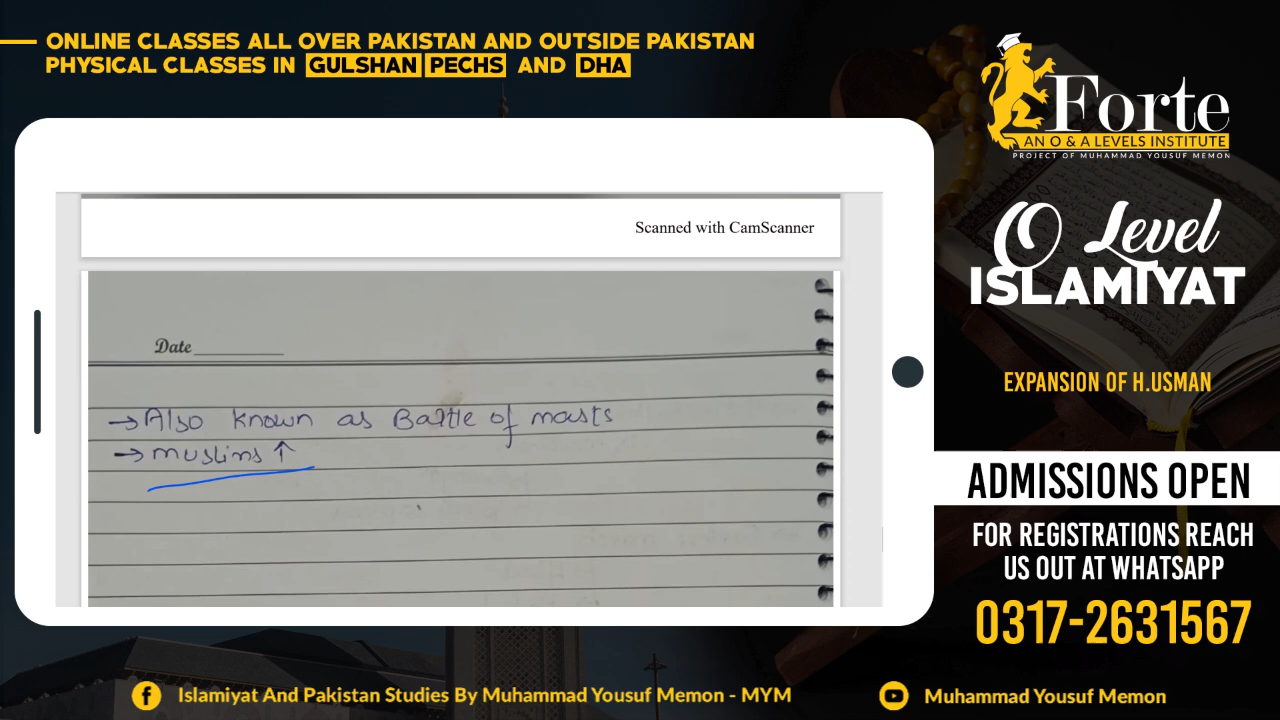 ONLINE CLASSES ALL OVER PAKISTAN AND OUTSIDE PAKISTAN
PHYSICAL CLASSES IN GULSHAN PECHS AND DHA
Forte
AN O & A LEVELS INSTITUTE
PROJECT OF MUHAMMAD YOUSUF MEMON
O Level
ISLAMIYAT
EXPANSION OF H.USMAN
ADMISSIONS OPEN
FOR REGISTRATIONS REACH
US OUT AT WHATSAPP
0317-2631567
Scanned with CamScanner
Date
→ Also known as Battle of masts
→ muslims ↑
Islamiyat And Pakistan Studies By Muhammad Yousuf Memon - MYM
Muhammad Yousuf Memon